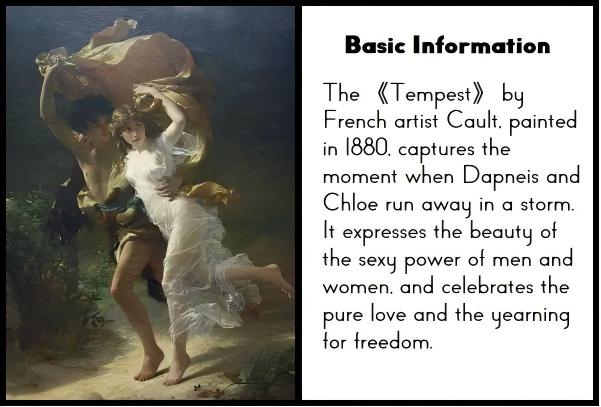 Basic Information
The 《Tempest》 by
French artist Cault, painted
in 1880, captures the
moment when Dapneis and
Chloe run away in a storm.
It expresses the beauty of
the sexy power of men and
women, and celebrates the
pure love and the yearning
for freedom.